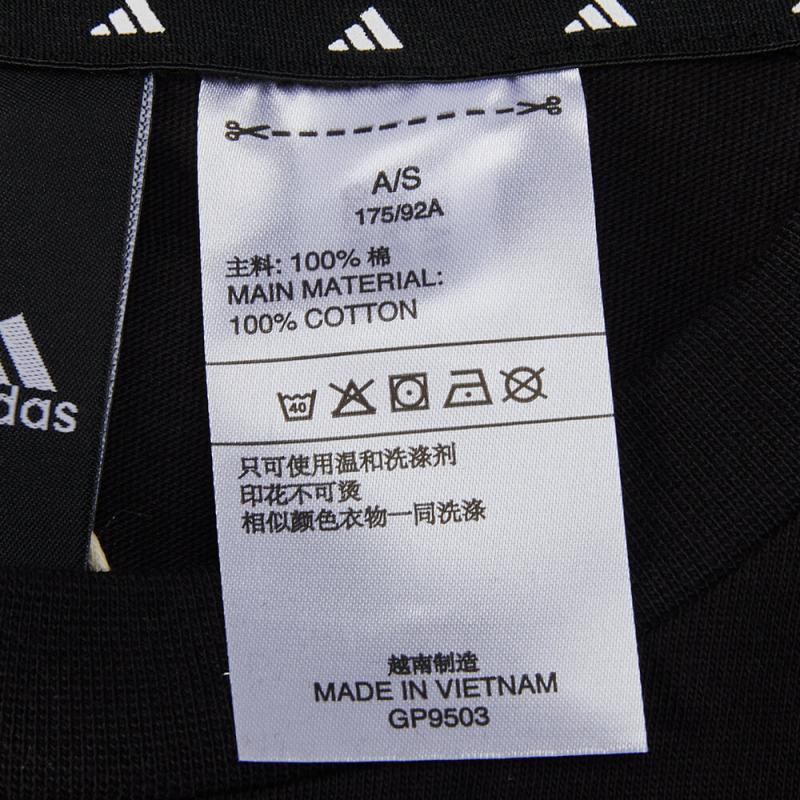 A/S
175/92A
主料: 100% 棉
MAIN MATERIAL:
100% COTTON
40
只可使用温和洗涤剂
印花不可烫
相似颜色衣物一同洗涤
das
越南制造
MADE IN VIETNAM
GP9503